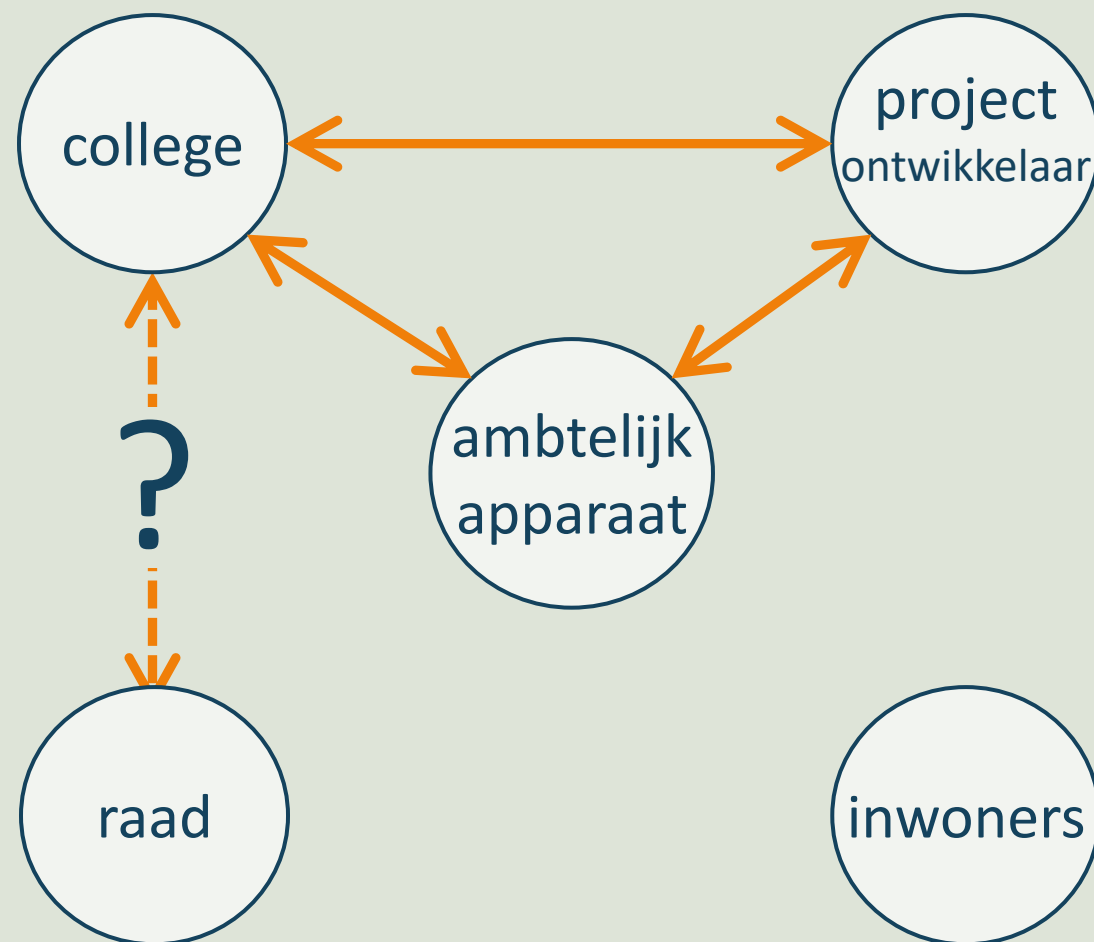 college
project
ontwikkelaar
ambtelijk
apparaat
?
raad
inwoners